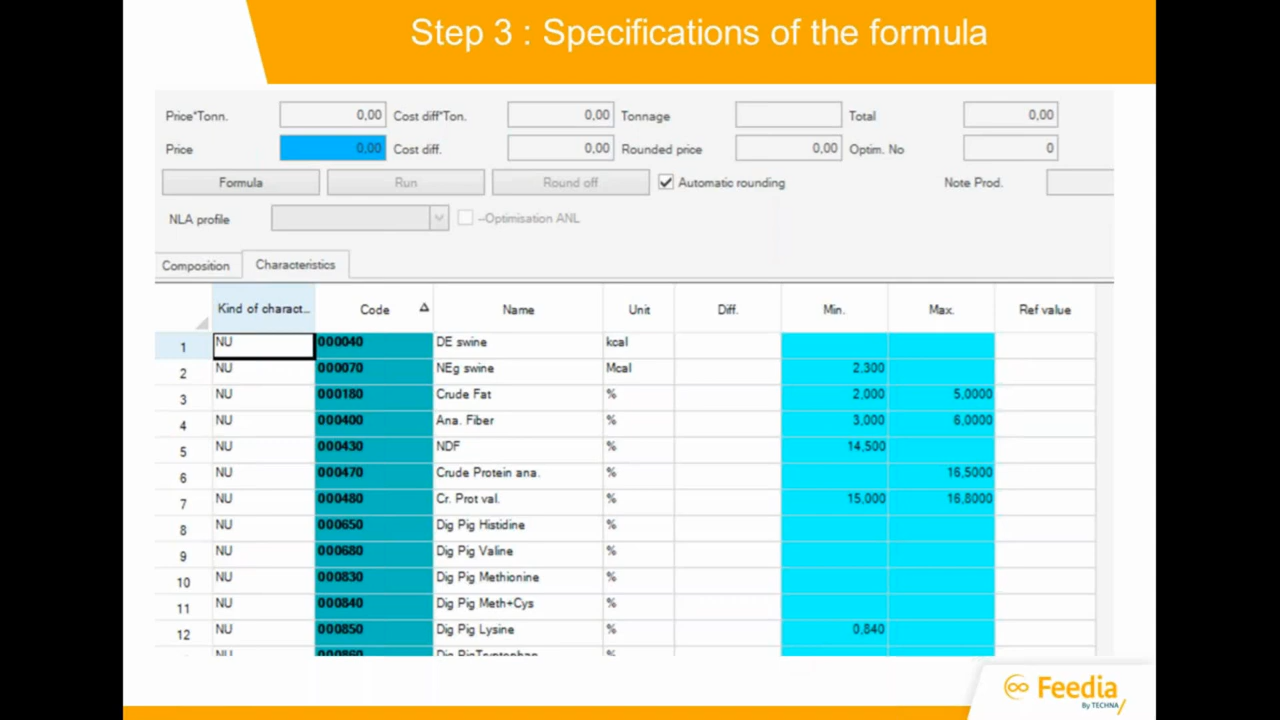 Step 3 : Specifications of the formula
Price*Tonn. 0,00 Cost diff*Ton. 0,00 Tonnage Total 0,00
Price 0,00 Cost diff. 0,00 Rounded price 0,00 Optim. No 0
Formula Run Round off Automatic rounding Note Prod.
NLA profile --Optimisation ANL
Composition Characteristics
Kind of charact... Code Name Unit Diff. Min. Max. Ref value
1 NU 000040 DE swine kcal
2 NU 000070 NEg swine Mcal 2,300
3 NU 000180 Crude Fat % 2,000 5,0000
4 NU 000400 Ana. Fiber % 3,000 6,0000
5 NU 000430 NDF % 14,500
6 NU 000470 Crude Protein ana. % 16,5000
7 NU 000480 Cr. Prot val. % 15,000 16,8000
8 NU 000650 Dig Pig Histidine %
9 NU 000680 Dig Pig Valine %
10 NU 000830 Dig Pig Methionine %
11 NU 000840 Dig Pig Meth+Cys %
12 NU 000850 Dig Pig Lysine % 0,840
NU 000860 Dig PigTryptophan
Feedia
By TECHNA